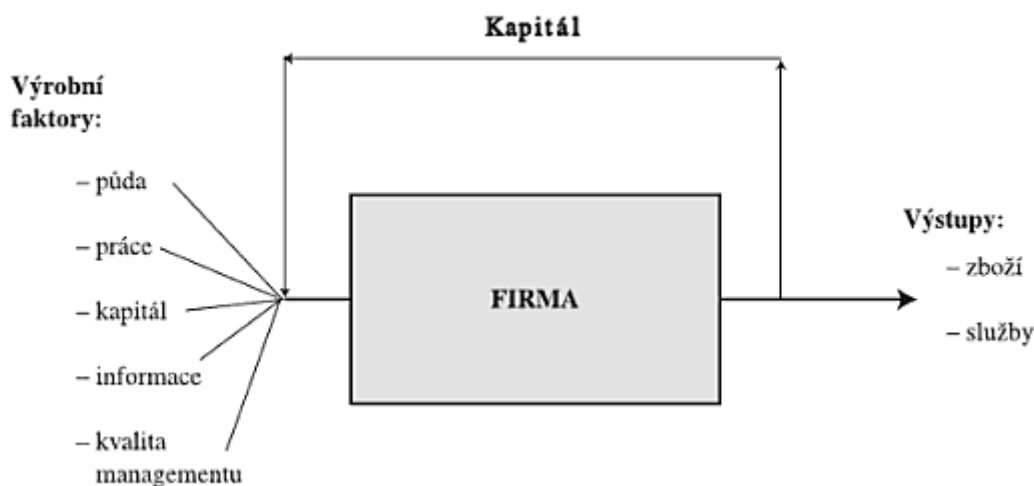 Kapitál
Výrobní
faktory:
– půda
– práce
– kapitál
– informace
– kvalita
managementu
FIRMA
Výstupy:
– zboží
– služby